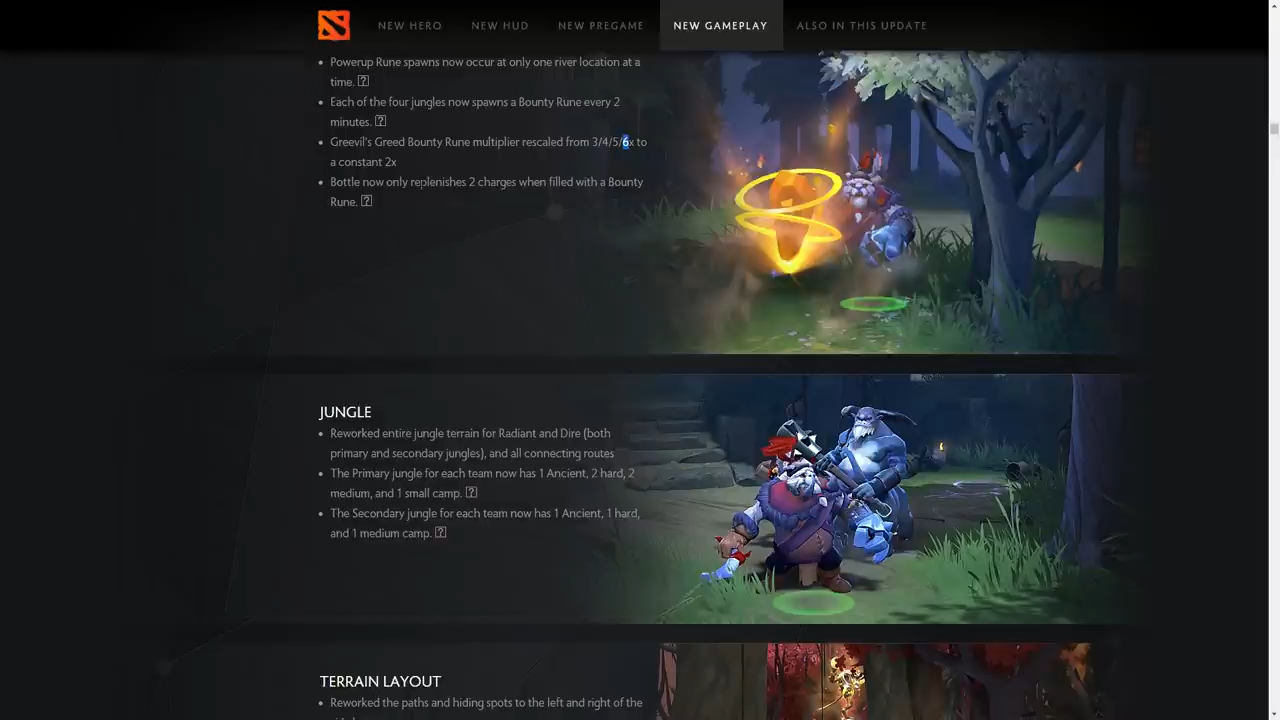 NEW HERO NEW HUD NEW PREGAME NEW GAMEPLAY ALSO IN THIS UPDATE
• Powerup Rune spawns now occur at only one river location at a
time. [?]
• Each of the four jungles now spawns a Bounty Rune every 2
minutes. [?]
• Greevil's Greed Bounty Rune multiplier rescaled from 3/4/5/6x to
a constant 2x
• Bottle now only replenishes 2 charges when filled with a Bounty
Rune. [?]
JUNGLE
• Reworked entire jungle terrain for Radiant and Dire (both
primary and secondary jungles), and all connecting routes
• The Primary jungle for each team now has 1 Ancient, 2 hard, 2
medium, and 1 small camp. [?]
• The Secondary jungle for each team now has 1 Ancient, 1 hard,
and 1 medium camp. [?]
TERRAIN LAYOUT
• Reworked the paths and hiding spots to the left and right of the